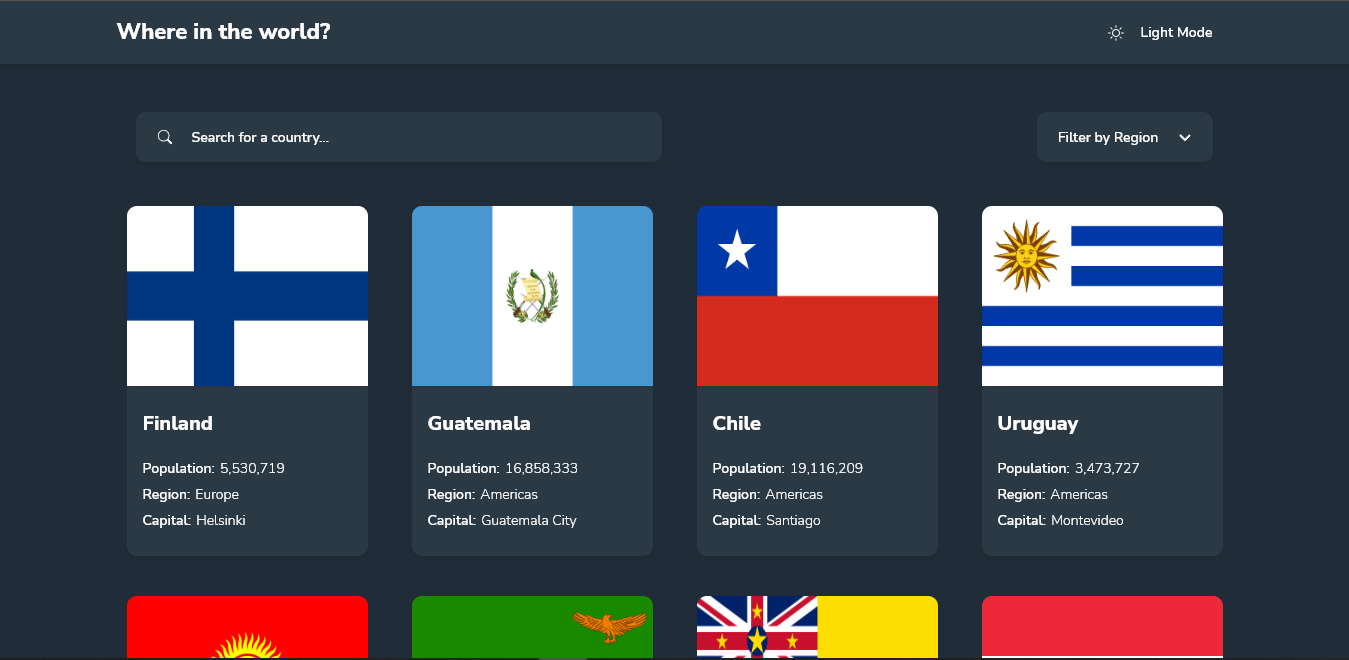 Where in the world?
Light Mode
Search for a country...
Filter by Region
Finland
Population: 5,530,719
Region: Europe
Capital: Helsinki
Guatemala
Population: 16,858,333
Region: Americas
Capital: Guatemala City
Chile
Population: 19,116,209
Region: Americas
Capital: Santiago
Uruguay
Population: 3,473,727
Region: Americas
Capital: Montevideo